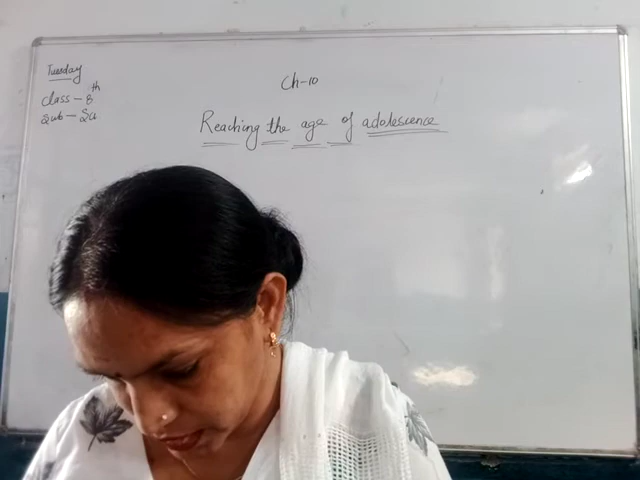 Tuesday
Class - 8th
Sub - Sc.
Ch-10
Reaching the age of adolescence